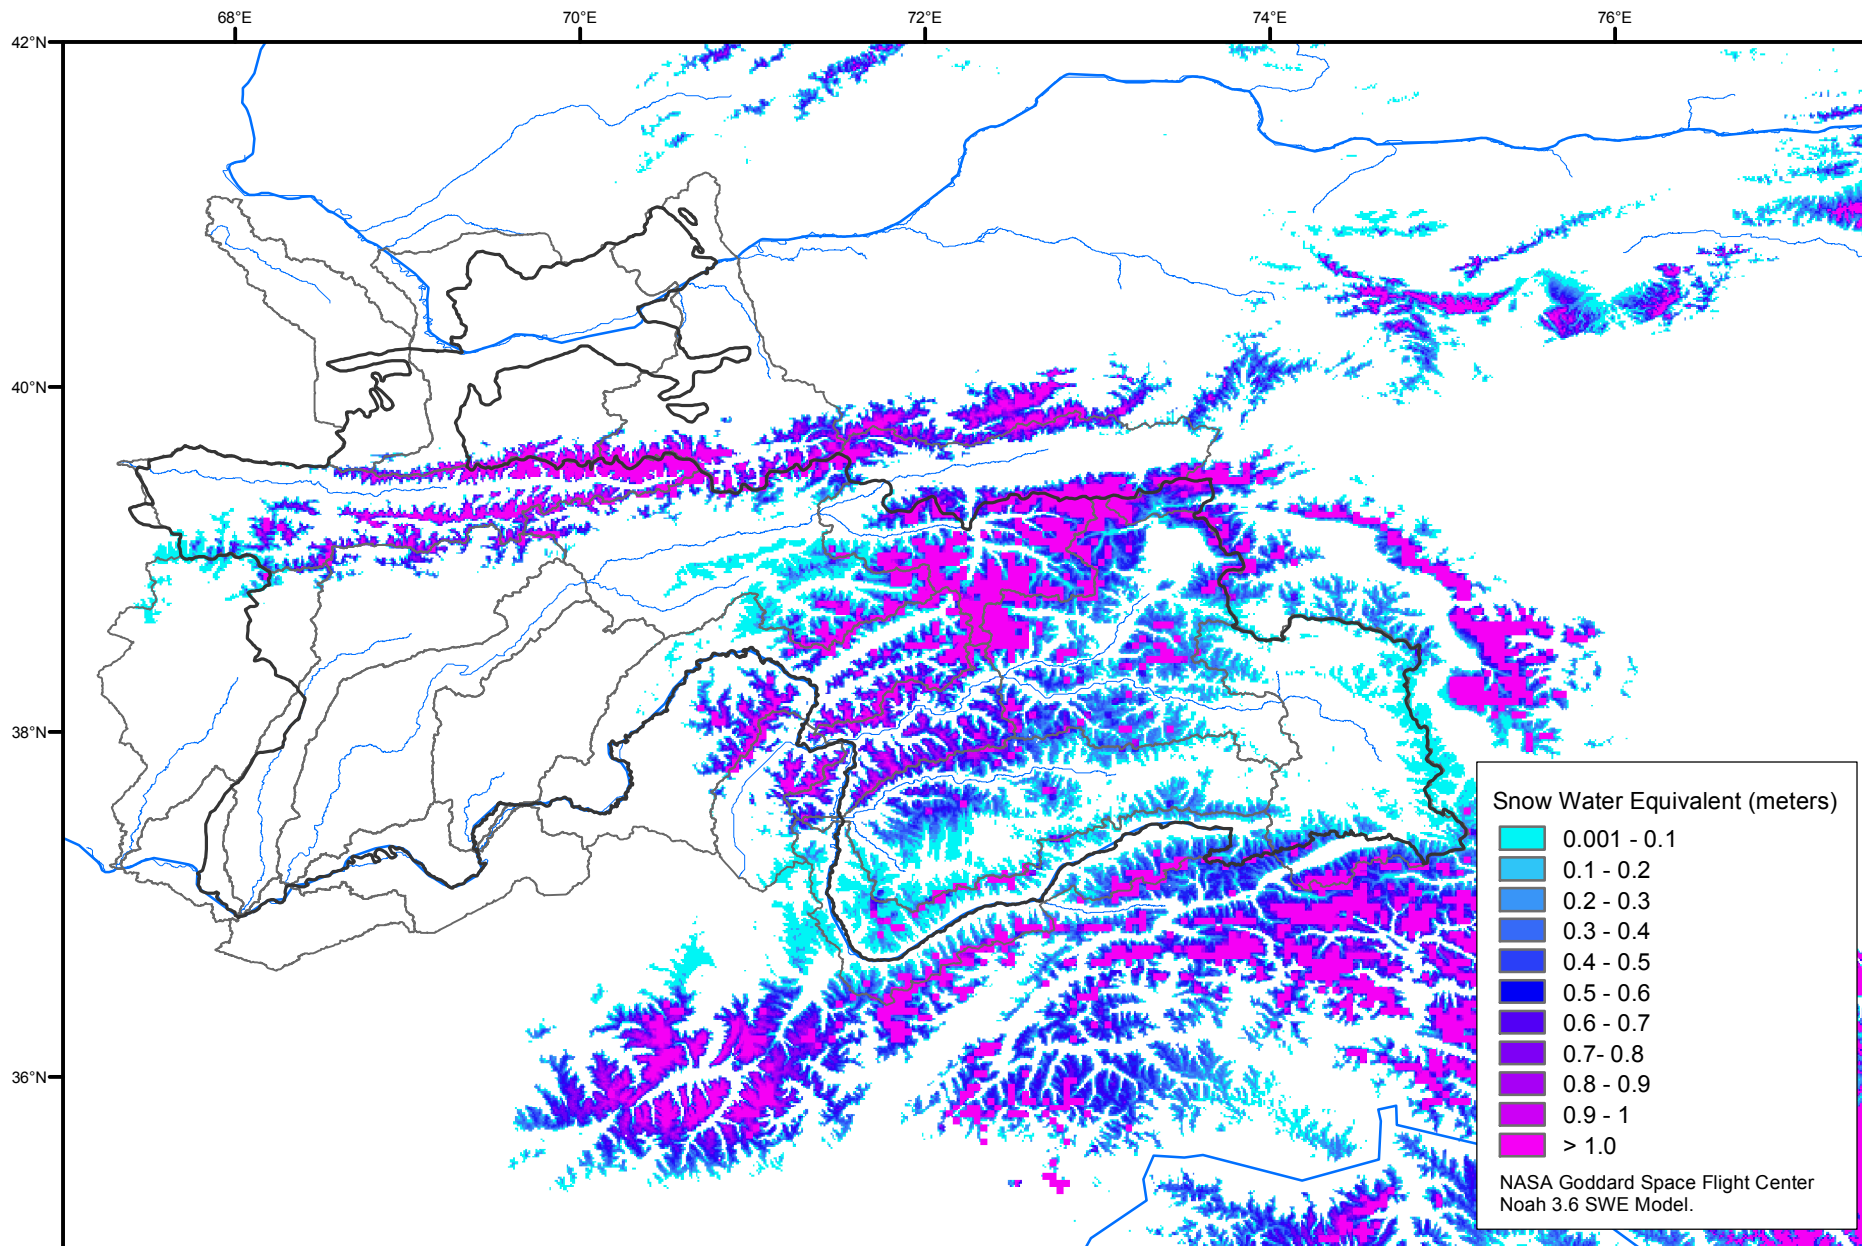 68°E
70°E
72°E
74°E
76°E
42°N
40°N
38°N
36°N
Snow Water Equivalent (meters)
0.001 - 0.1
0.1 - 0.2
0.2 - 0.3
0.3 - 0.4
0.4 - 0.5
0.5 - 0.6
0.6 - 0.7
0.7- 0.8
0.8 - 0.9
0.9 - 1
> 1.0
NASA Goddard Space Flight Center
Noah 3.6 SWE Model.